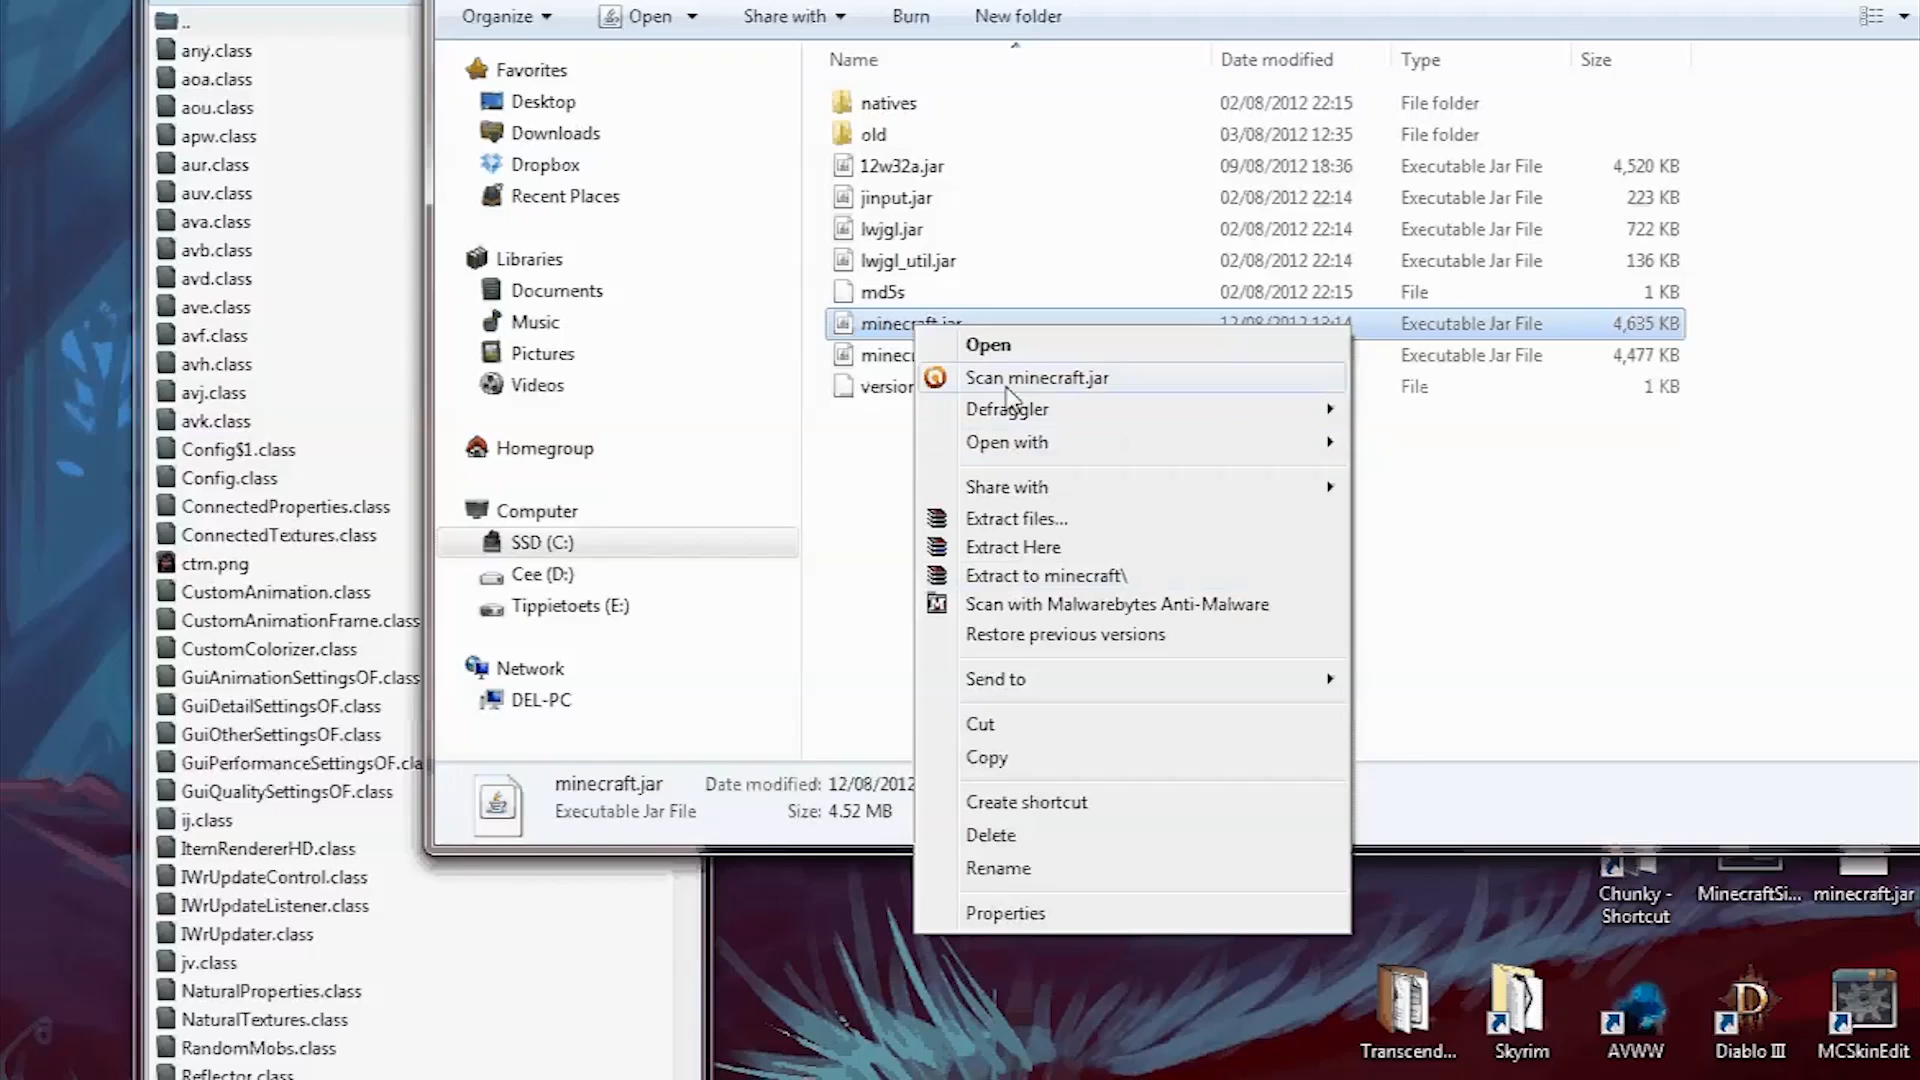 ..
any.class
aoa.class
aou.class
apw.class
aur.class
auv.class
ava.class
avb.class
avd.class
ave.class
avf.class
avh.class
avj.class
avk.class
Config$1.class
Config.class
ConnectedProperties.class
ConnectedTextures.class
ctm.png
CustomAnimation.class
CustomAnimationFrame.class
CustomColorizer.class
GuiAnimationSettingsOF.class
GuiDetailSettingsOF.class
GuiOtherSettingsOF.class
GuiPerformanceSettingsOF.cla
GuiQualitySettingsOF.class
ij.class
ItemRendererHD.class
IWrUpdateControl.class
IWrUpdateListener.class
IWrUpdater.class
jv.class
NaturalProperties.class
NaturalTextures.class
RandomMobs.class
Reflector.class
Organize Open Share with Burn New folder
Favorites
Desktop
Downloads
Dropbox
Recent Places
Libraries
Documents
Music
Pictures
Videos
Homegroup
Computer
SSD (C:)
Cee (D:)
Tippietoets (E:)
Network
DEL-PC
Name Date modified Type Size
natives 02/08/2012 22:15 File folder
old 03/08/2012 12:35 File folder
12w32a.jar 09/08/2012 18:36 Executable Jar File 4,520 KB
jinput.jar 02/08/2012 22:14 Executable Jar File 223 KB
lwjgl.jar 02/08/2012 22:14 Executable Jar File 722 KB
lwjgl_util.jar 02/08/2012 22:14 Executable Jar File 136 KB
md5s 02/08/2012 22:15 File 1 KB
minecraft.jar 12/08/2012 13:14 Executable Jar File 4,635 KB
minec Executable Jar File 4,477 KB
version File 1 KB
Open
Scan minecraft.jar
Defraggler
Open with
Share with
Extract files...
Extract Here
Extract to minecraft\
Scan with Malwarebytes Anti-Malware
Restore previous versions
Send to
Cut
Copy
Create shortcut
Delete
Rename
Properties
minecraft.jar Date modified: 12/08/2012
Executable Jar File Size: 4.52 MB
Chunky - Shortcut
MinecraftSi...
minecraft.jar
Transcend...
Skyrim
AVWW
Diablo III
MCSkinEdit